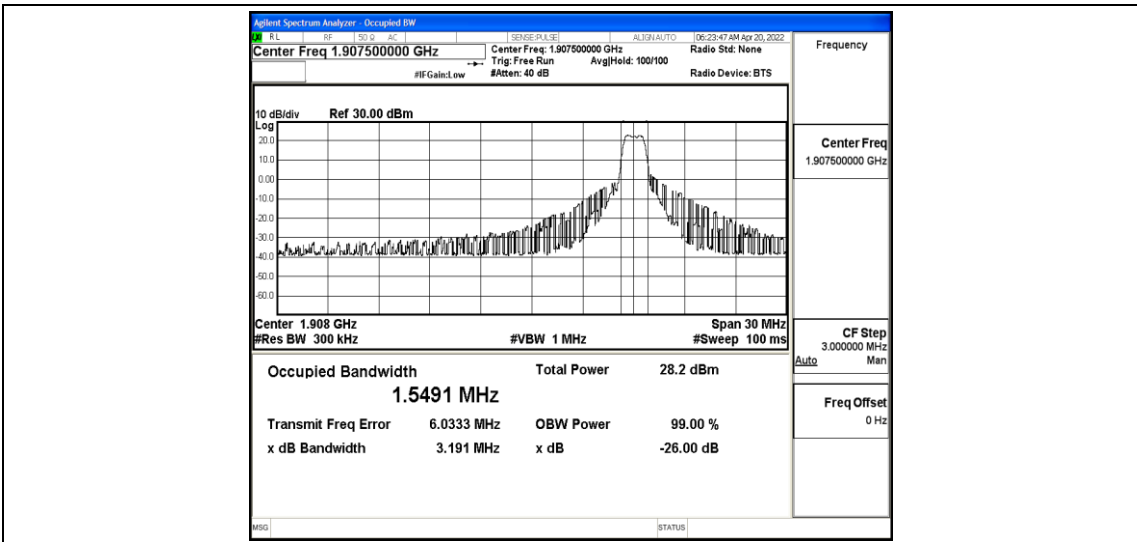 Agilent Spectrum Analyzer - Occupied BW
LXI RL RF 50 Ω AC SENSE:PULSE ALIGNAUTO 06:23:47 AM Apr 20, 2022
Center Freq 1.907500000 GHz
Center Freq: 1.907500000 GHz
Radio Std: None
Trig: Free Run Avg|Hold: 100/100
#IFGain:Low #Atten: 40 dB Radio Device: BTS
Frequency
10 dB/div Ref 30.00 dBm
Log
20.0
10.0
0.00
-10.0
-20.0
-30.0
-40.0
-50.0
-60.0
Center 1.908 GHz Span 30 MHz
#Res BW 300 kHz #VBW 1 MHz #Sweep 100 ms
Center Freq
1.907500000 GHz
CF Step
3.000000 MHz
Auto Man
Freq Offset
0 Hz
Occupied Bandwidth Total Power 28.2 dBm
1.5491 MHz
Transmit Freq Error 6.0333 MHz OBW Power 99.00 %
x dB Bandwidth 3.191 MHz x dB -26.00 dB
MSG STATUS